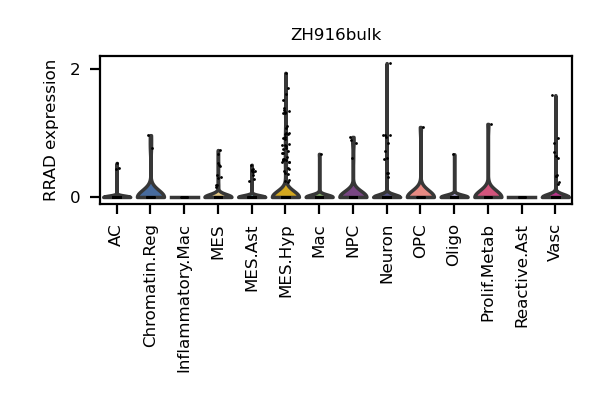 ZH916bulk
RRAD expression
2
0
AC
Chromatin.Reg
Inflammatory.Mac
MES
MES.Ast
MES.Hyp
Mac
NPC
Neuron
OPC
Oligo
Prolif.Metab
Reactive.Ast
Vasc